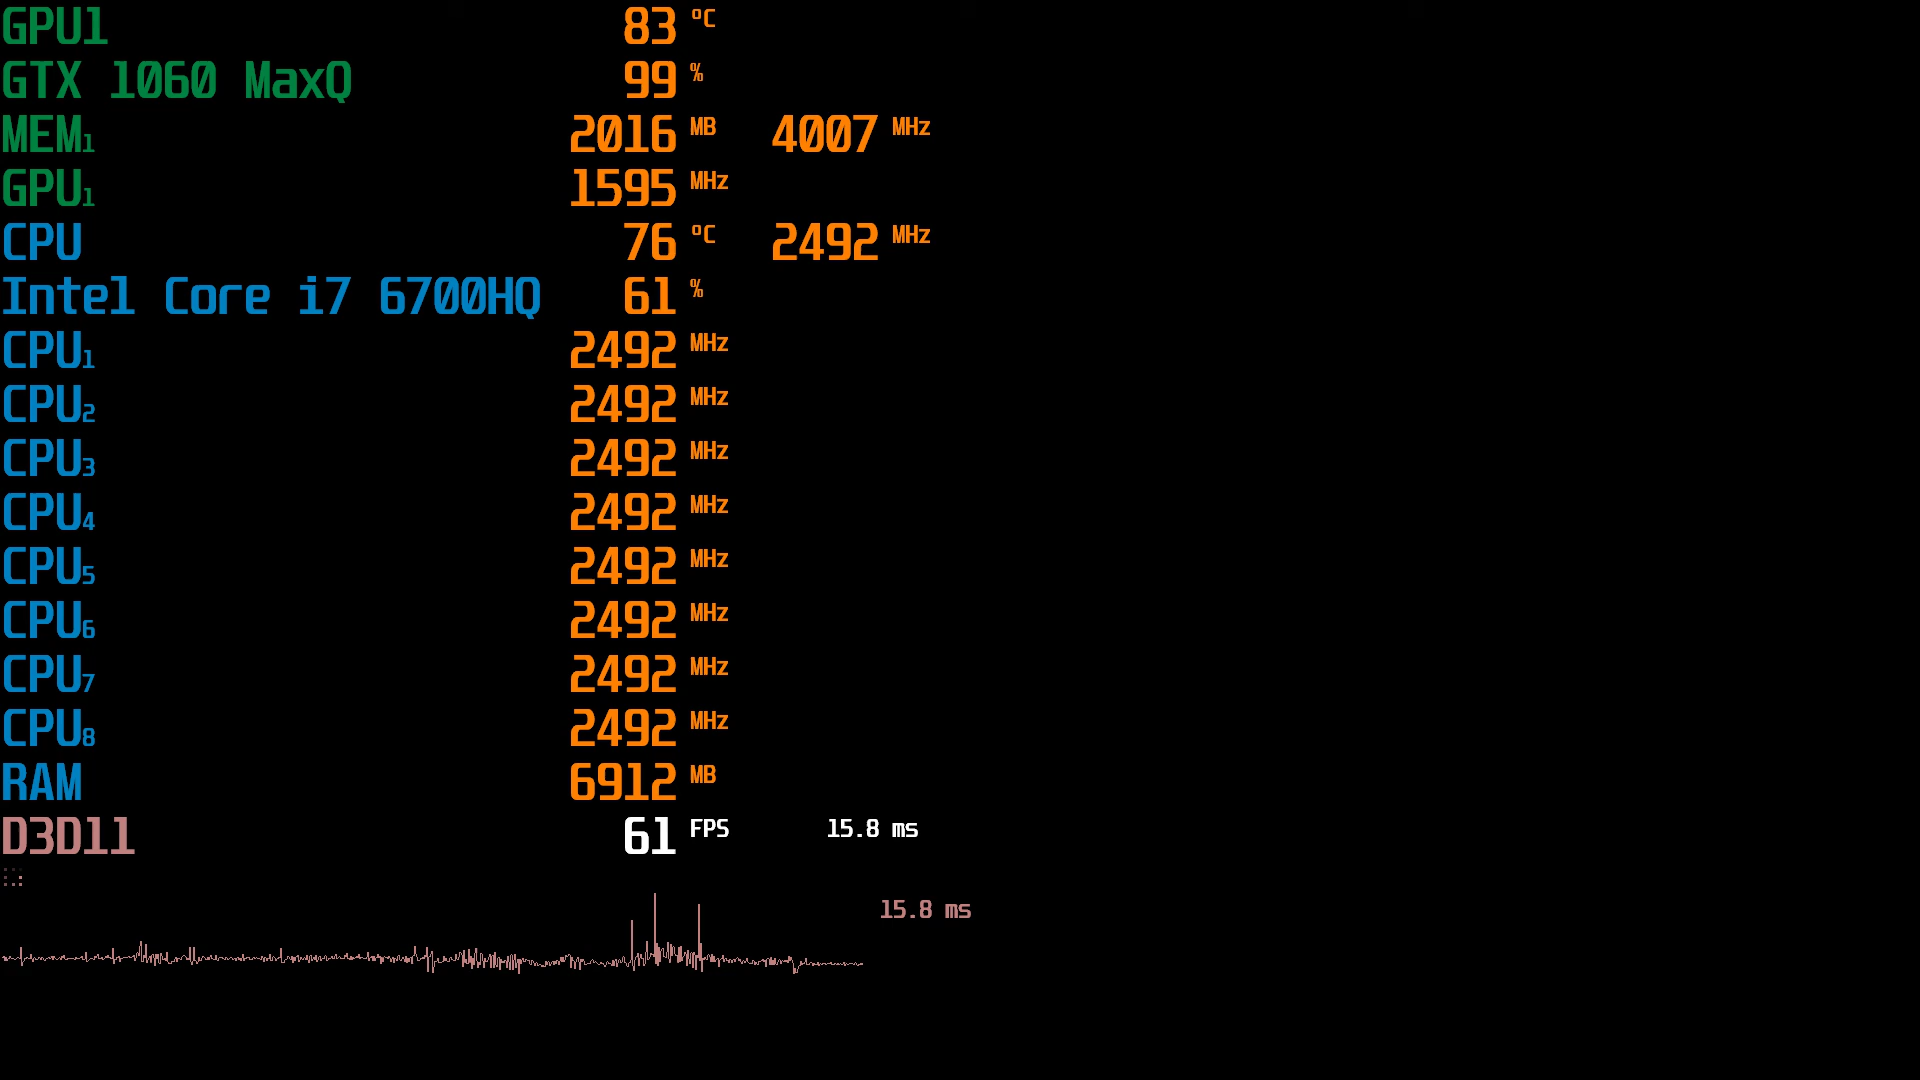 GPU1 83 °C
GTX 1060 MaxQ 99 %
MEM1 2016 MB 4007 MHz
GPU1 1595 MHz
CPU 76 °C 2492 MHz
Intel Core i7 6700HQ 61 %
CPU1 2492 MHz
CPU2 2492 MHz
CPU3 2492 MHz
CPU4 2492 MHz
CPU5 2492 MHz
CPU6 2492 MHz
CPU7 2492 MHz
CPU8 2492 MHz
RAM 6912 MB
D3D11 61 FPS 15.8 ms
15.8 ms